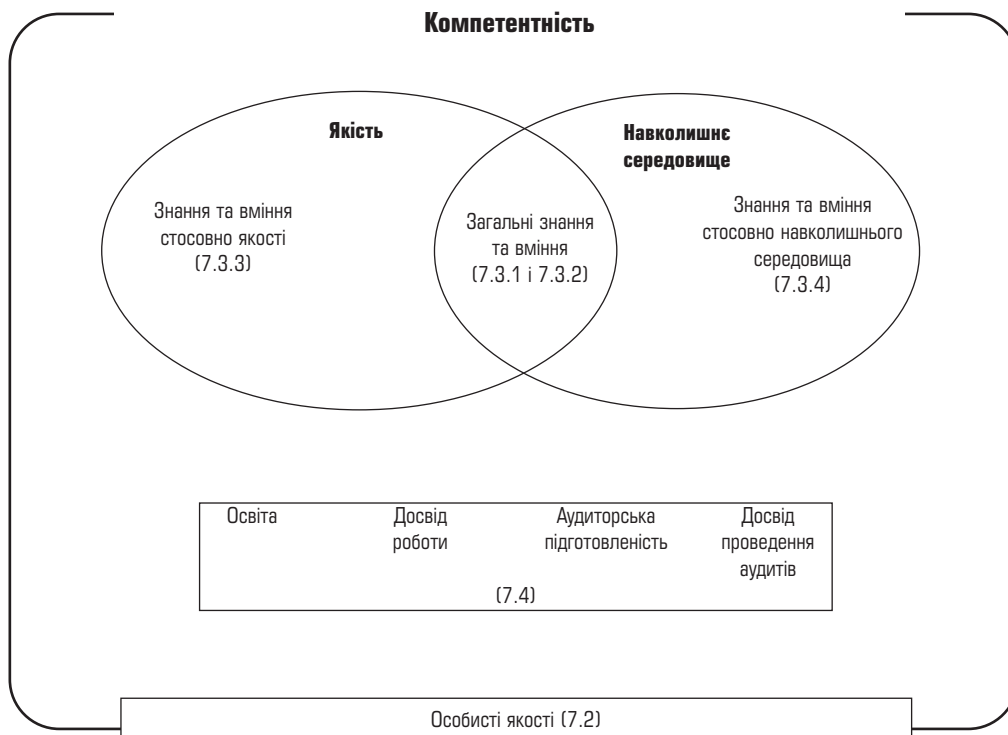 Компетентність
Якість
Навколишнє
середовище
Знання та вміння
стосовно якості
(7.3.3)
Загальні знання
та вміння
(7.3.1 і 7.3.2)
Знання та вміння
стосовно навколишнього
середовища
(7.3.4)
Освіта
Досвід
роботи
Аудиторська
підготовленість
Досвід
проведення
аудитів
(7.4)
Особисті якості (7.2)